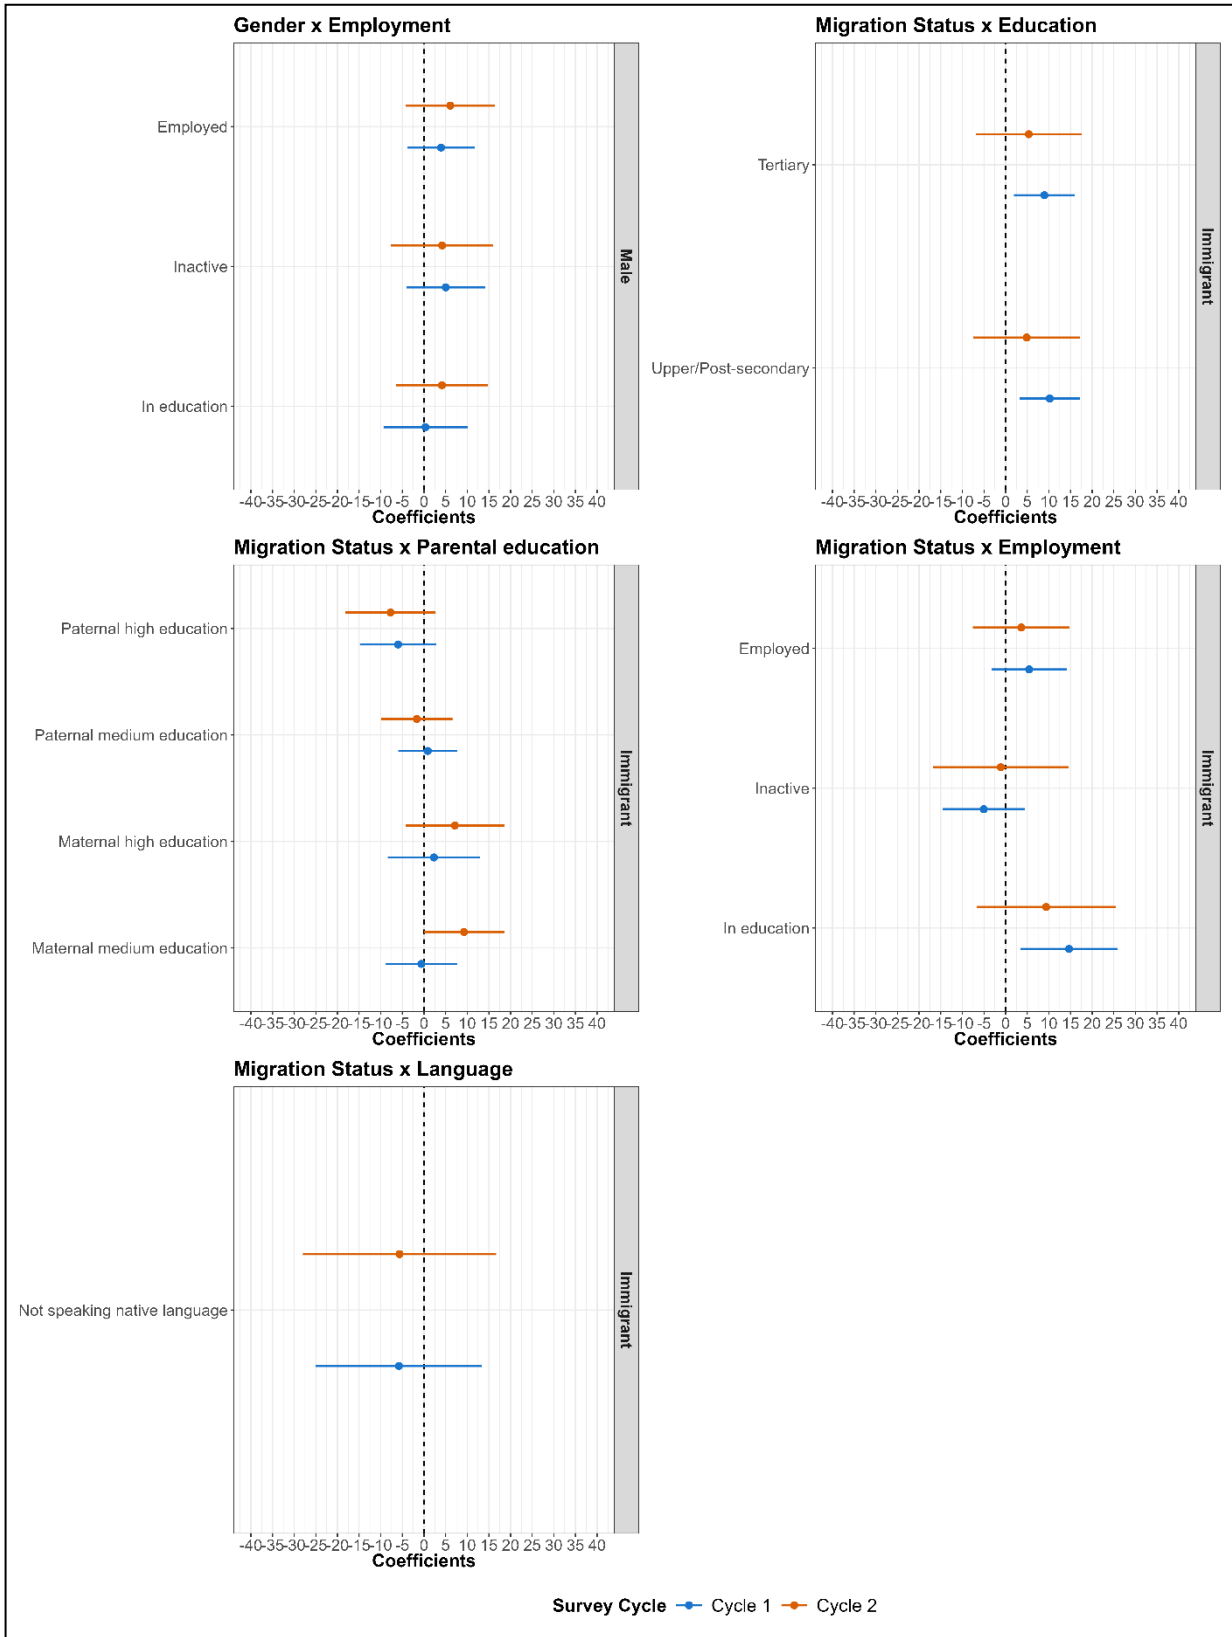 Gender x Employment
Employed
Inactive
In education
Male
-40-35-30-25-20-15-10 -5 0 5 10 15 20 25 30 35 40
Coefficients
Migration Status x Education
Tertiary
Upper/Post-secondary
Immigrant
-40-35-30-25-20-15-10 -5 0 5 10 15 20 25 30 35 40
Coefficients
Migration Status x Parental education
Paternal high education
Paternal medium education
Maternal high education
Maternal medium education
Immigrant
-40-35-30-25-20-15-10 -5 0 5 10 15 20 25 30 35 40
Coefficients
Migration Status x Employment
Employed
Inactive
In education
Immigrant
-40-35-30-25-20-15-10 -5 0 5 10 15 20 25 30 35 40
Coefficients
Migration Status x Language
Not speaking native language
Immigrant
-40-35-30-25-20-15-10 -5 0 5 10 15 20 25 30 35 40
Coefficients
Survey Cycle Cycle 1 Cycle 2